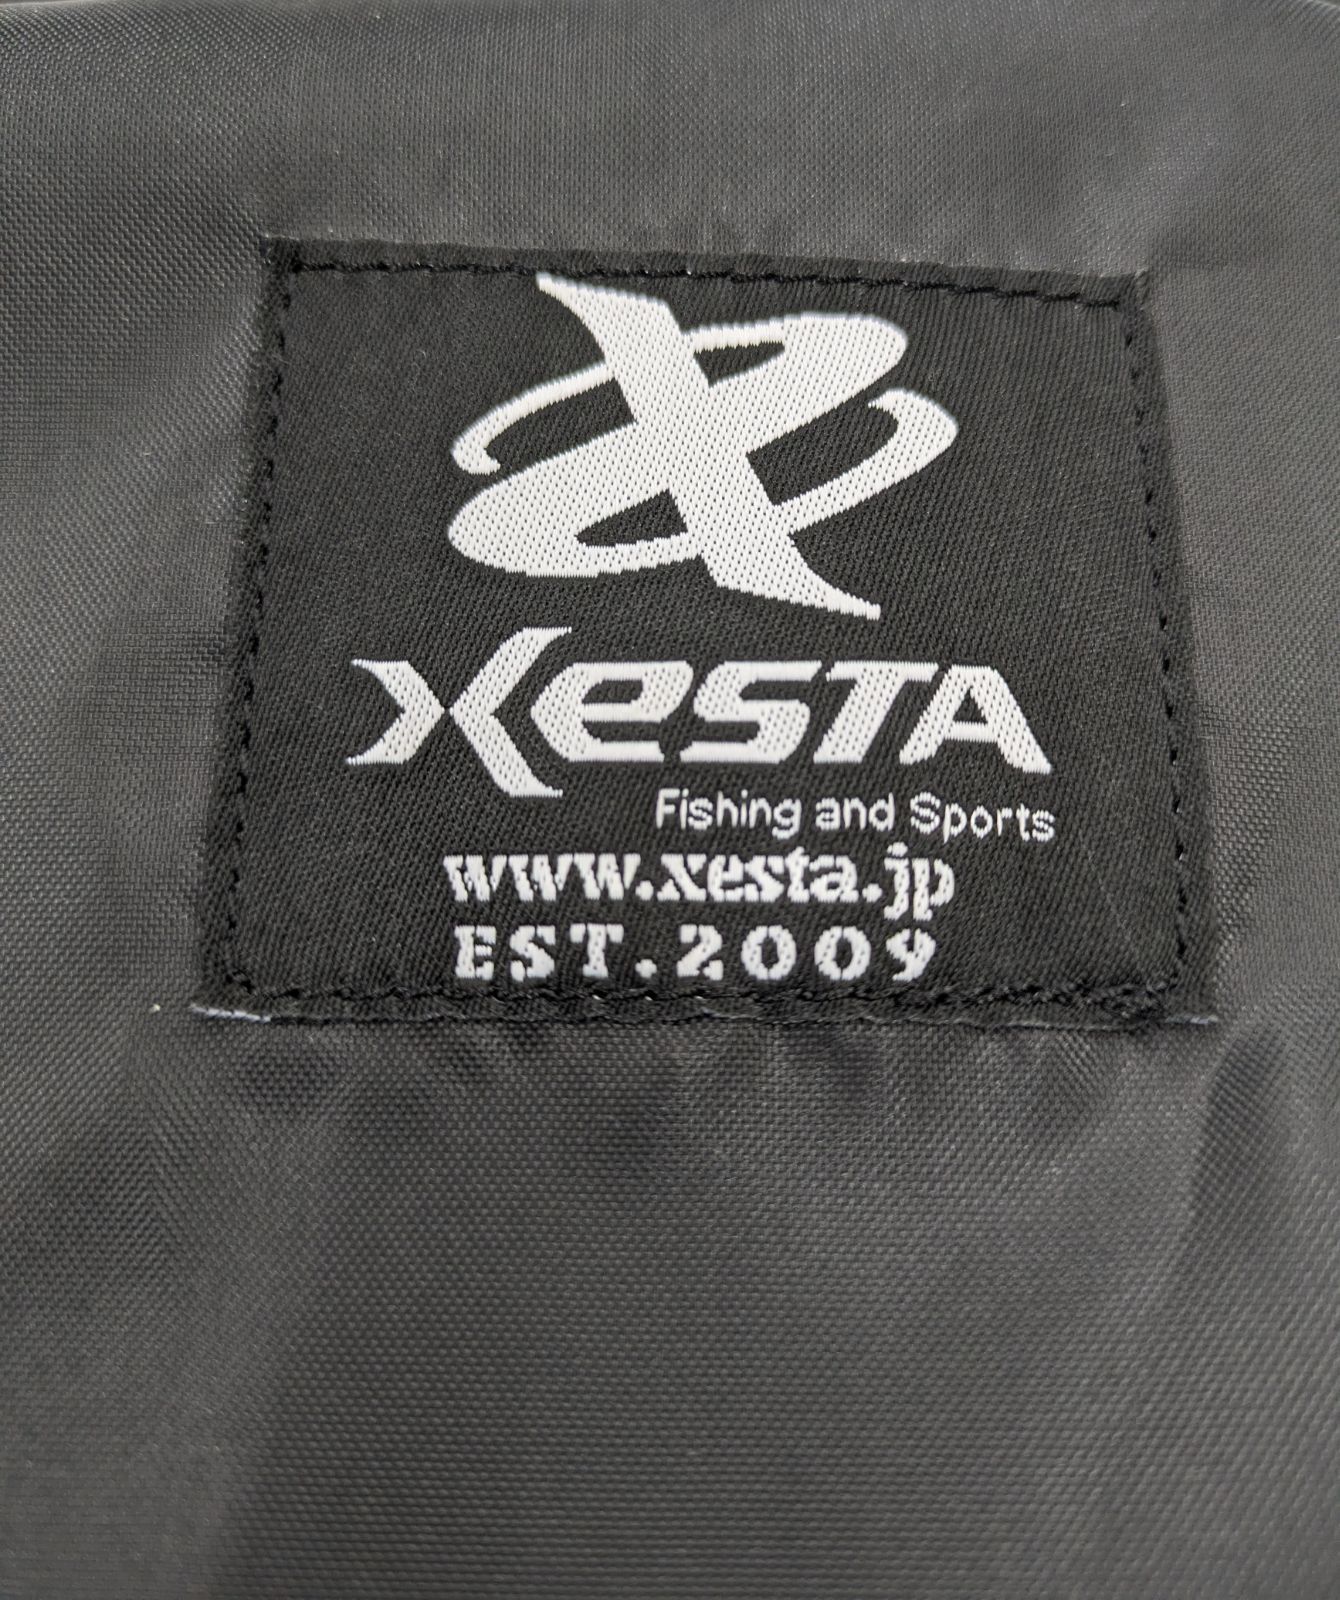 XESTA
Fishing and Sports
www.xesta.jp
EST.2009